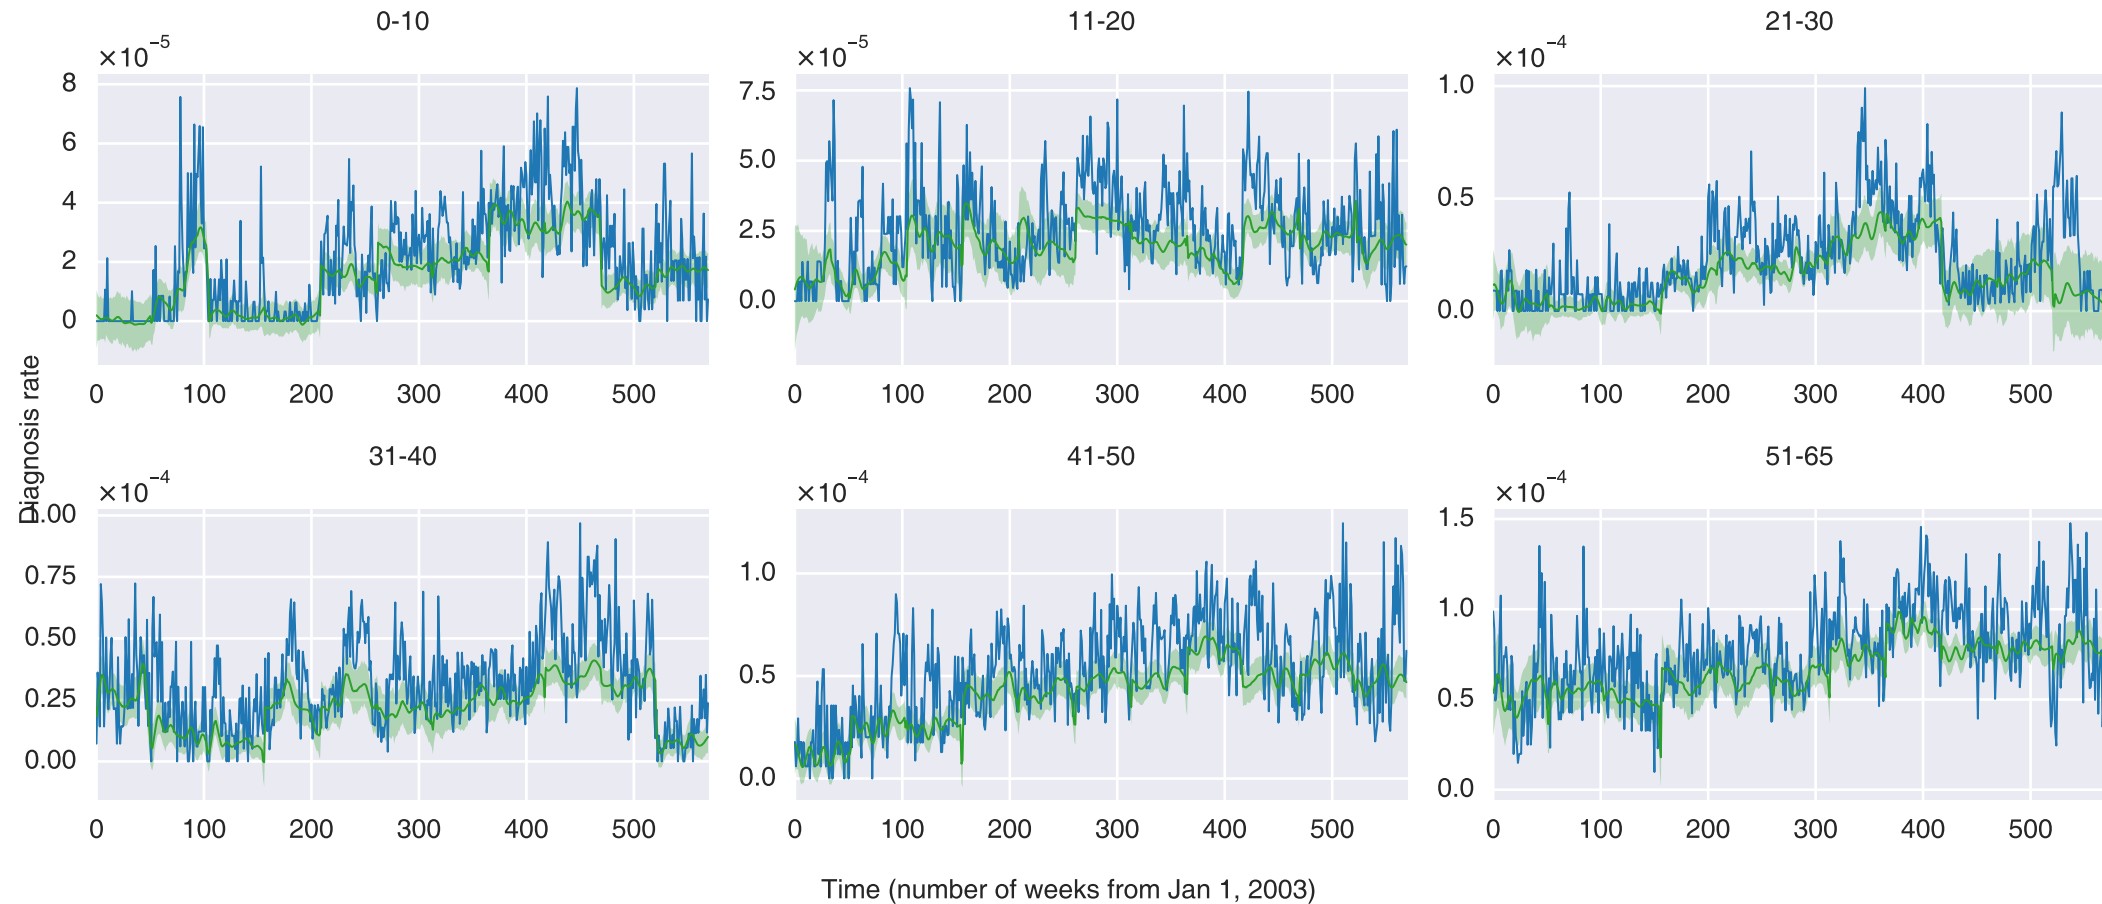 0-10 11-20 21-30
×10⁻⁵ ×10⁻⁵ ×10⁻⁴
8 6 4 2 0
7.5 5.0 2.5 0.0
1.0 0.5 0.0
0 100 200 300 400 500 0 100 200 300 400 500 0 100 200 300 400 500
Diagnosis rate
31-40 41-50 51-65
×10⁻⁴ ×10⁻⁴ ×10⁻⁴
1.00 0.75 0.50 0.25 0.00
1.0 0.5 0.0
1.5 1.0 0.5 0.0
0 100 200 300 400 500 0 100 200 300 400 500 0 100 200 300 400 500
Time (number of weeks from Jan 1, 2003)